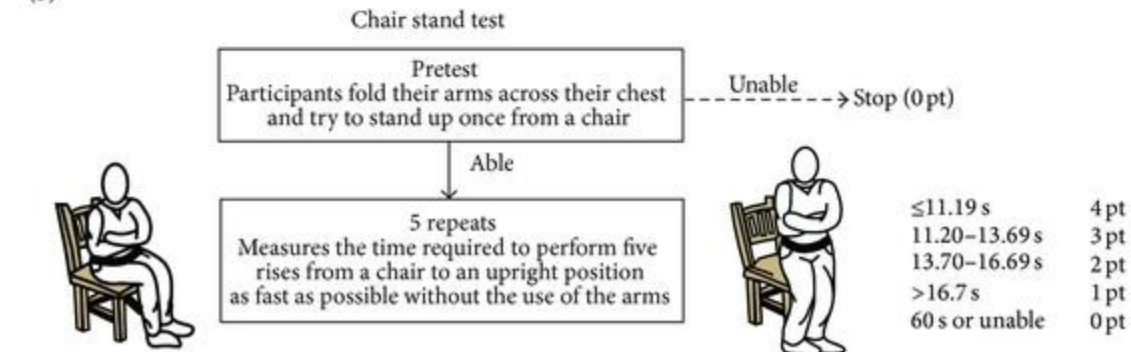 Chair stand test
Pretest
Participants fold their arms across their chest
and try to stand up once from a chair
Unable
Stop (0 pt)
Able
5 repeats
Measures the time required to perform five
rises from a chair to an upright position
as fast as possible without the use of the arms
≤11.19 s 4 pt
11.20–13.69 s 3 pt
13.70–16.69 s 2 pt
>16.7 s 1 pt
60 s or unable 0 pt